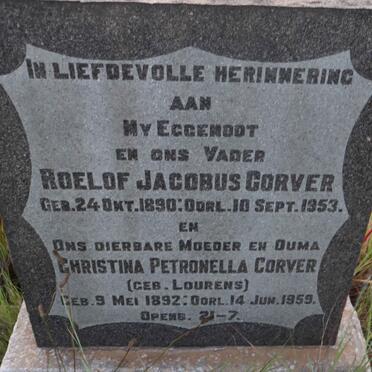 IN LIEFDEVOLLE HERINNERING
AAN
MY EGGENOOT
EN ONS VADER
ROELOF JACOBUS CORVER
GEB. 24 OKT. 1890: OORL. 10 SEPT. 1953.
EN
ONS DIERBARE MOEDER EN OUMA
CHRISTINA PETRONELLA CORVER
(GEB. LOURENS)
GEB. 9 MEI 1892: OORL. 14 JUN. 1959.
OPENB. 21-7.